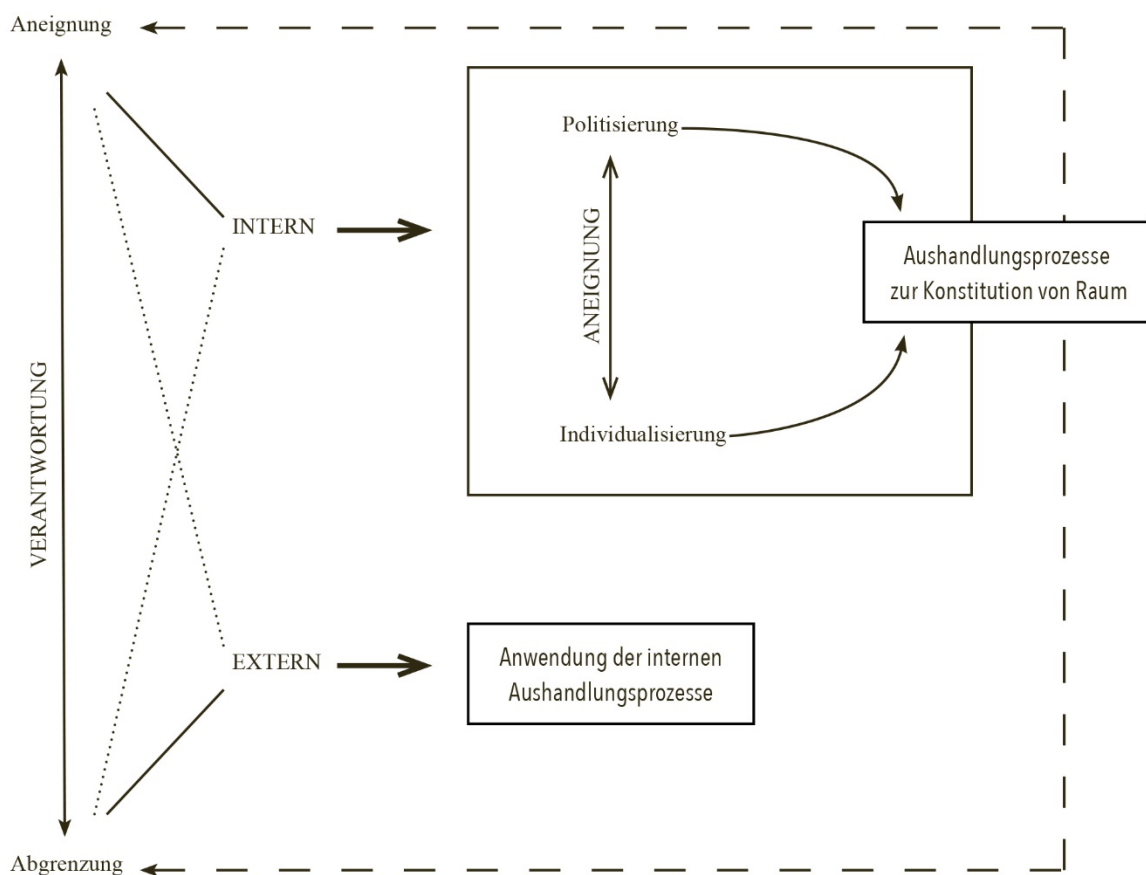 Aneignung
Politisierung
INTERN
ANEIGNUNG
Aushandlungsprozesse
zur Konstitution von Raum
VERANTWORTUNG
Individualisierung
EXTERN
Anwendung der internen
Aushandlungsprozesse
Abgrenzung